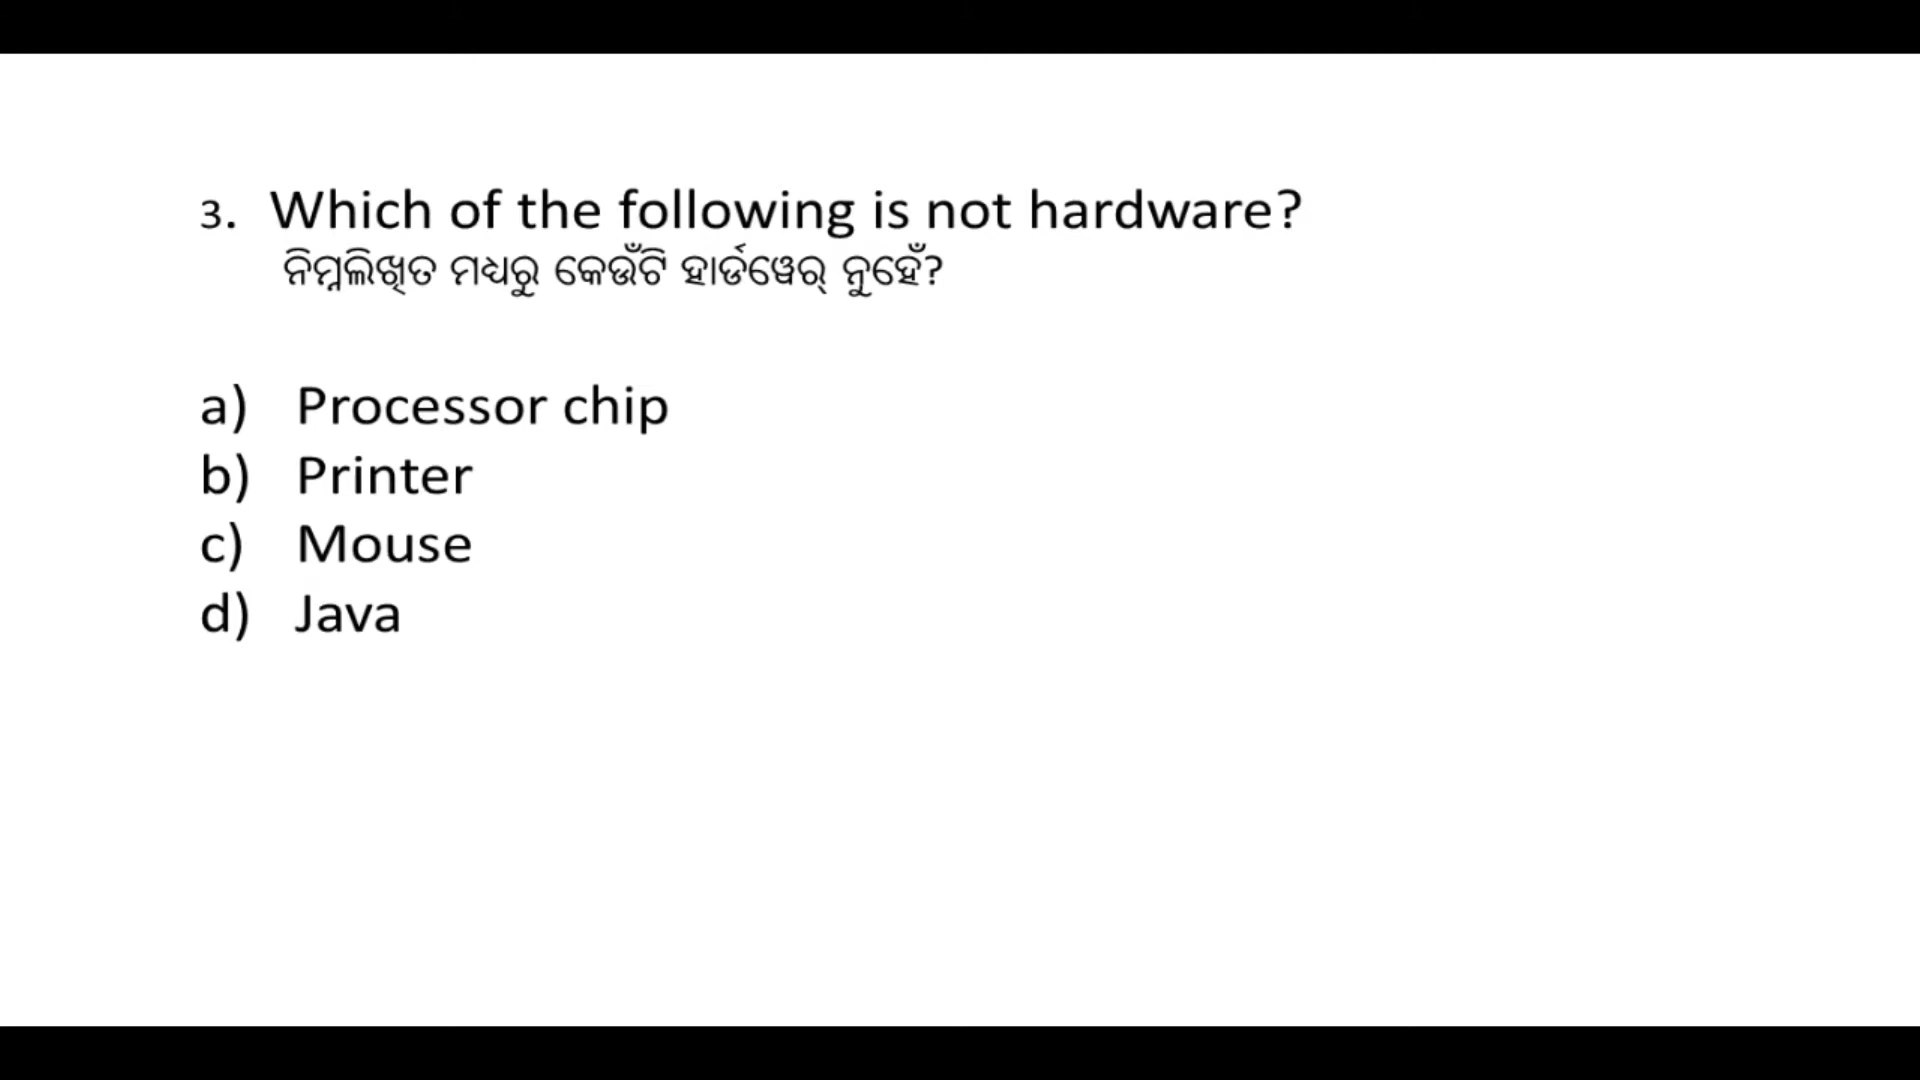 3. Which of the following is not hardware?
ନିମ୍ନଲିଖିତ ମଧ୍ୟରୁ କେଉଁଟି ହାର୍ଡୱେର୍ ନୁହେଁ?
a) Processor chip
b) Printer
c) Mouse
d) Java